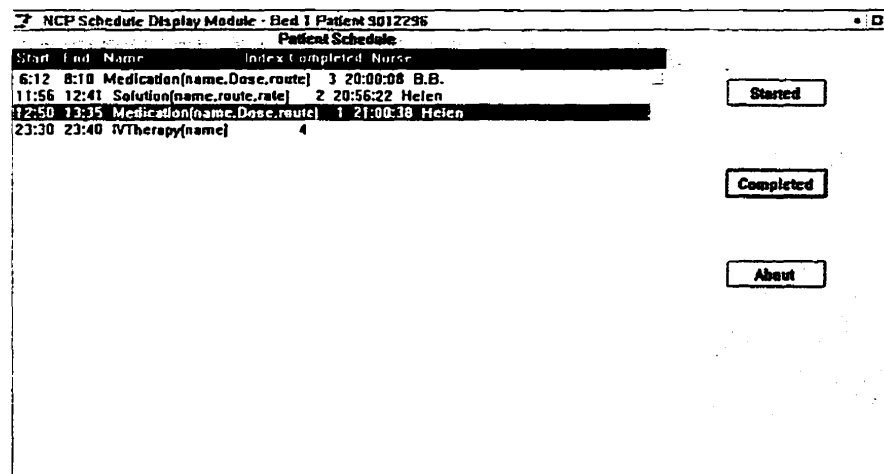 NCP Schedule Display Module - Bed 1 Patient 9012296
Patient Schedule
Start End Name Index Completed Nurse
6:12 8:10 Medication(name,Dose,route) 3 20:00:08 B.B.
11:56 12:41 Solution(name,route,rate) 2 20:56:22 Helen
12:50 13:35 Medication(name,Dose,route) 1 21:00:38 Helen
23:30 23:40 IVTherapy(name) 4
Started
Completed
About